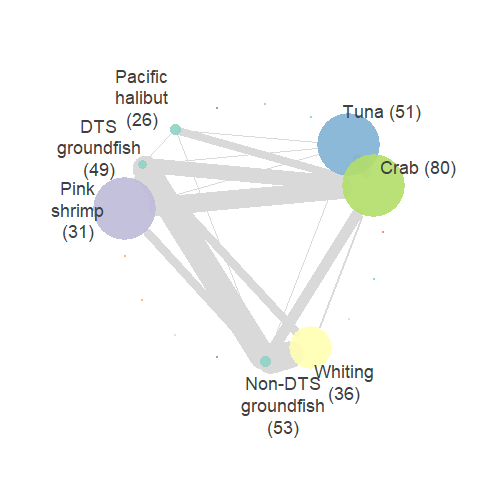 Pacific
halibut
(26)
Tuna (51)
DTS
groundfish
(49)
Crab (80)
Pink
shrimp
(31)
Whiting
(36)
Non-DTS
groundfish
(53)